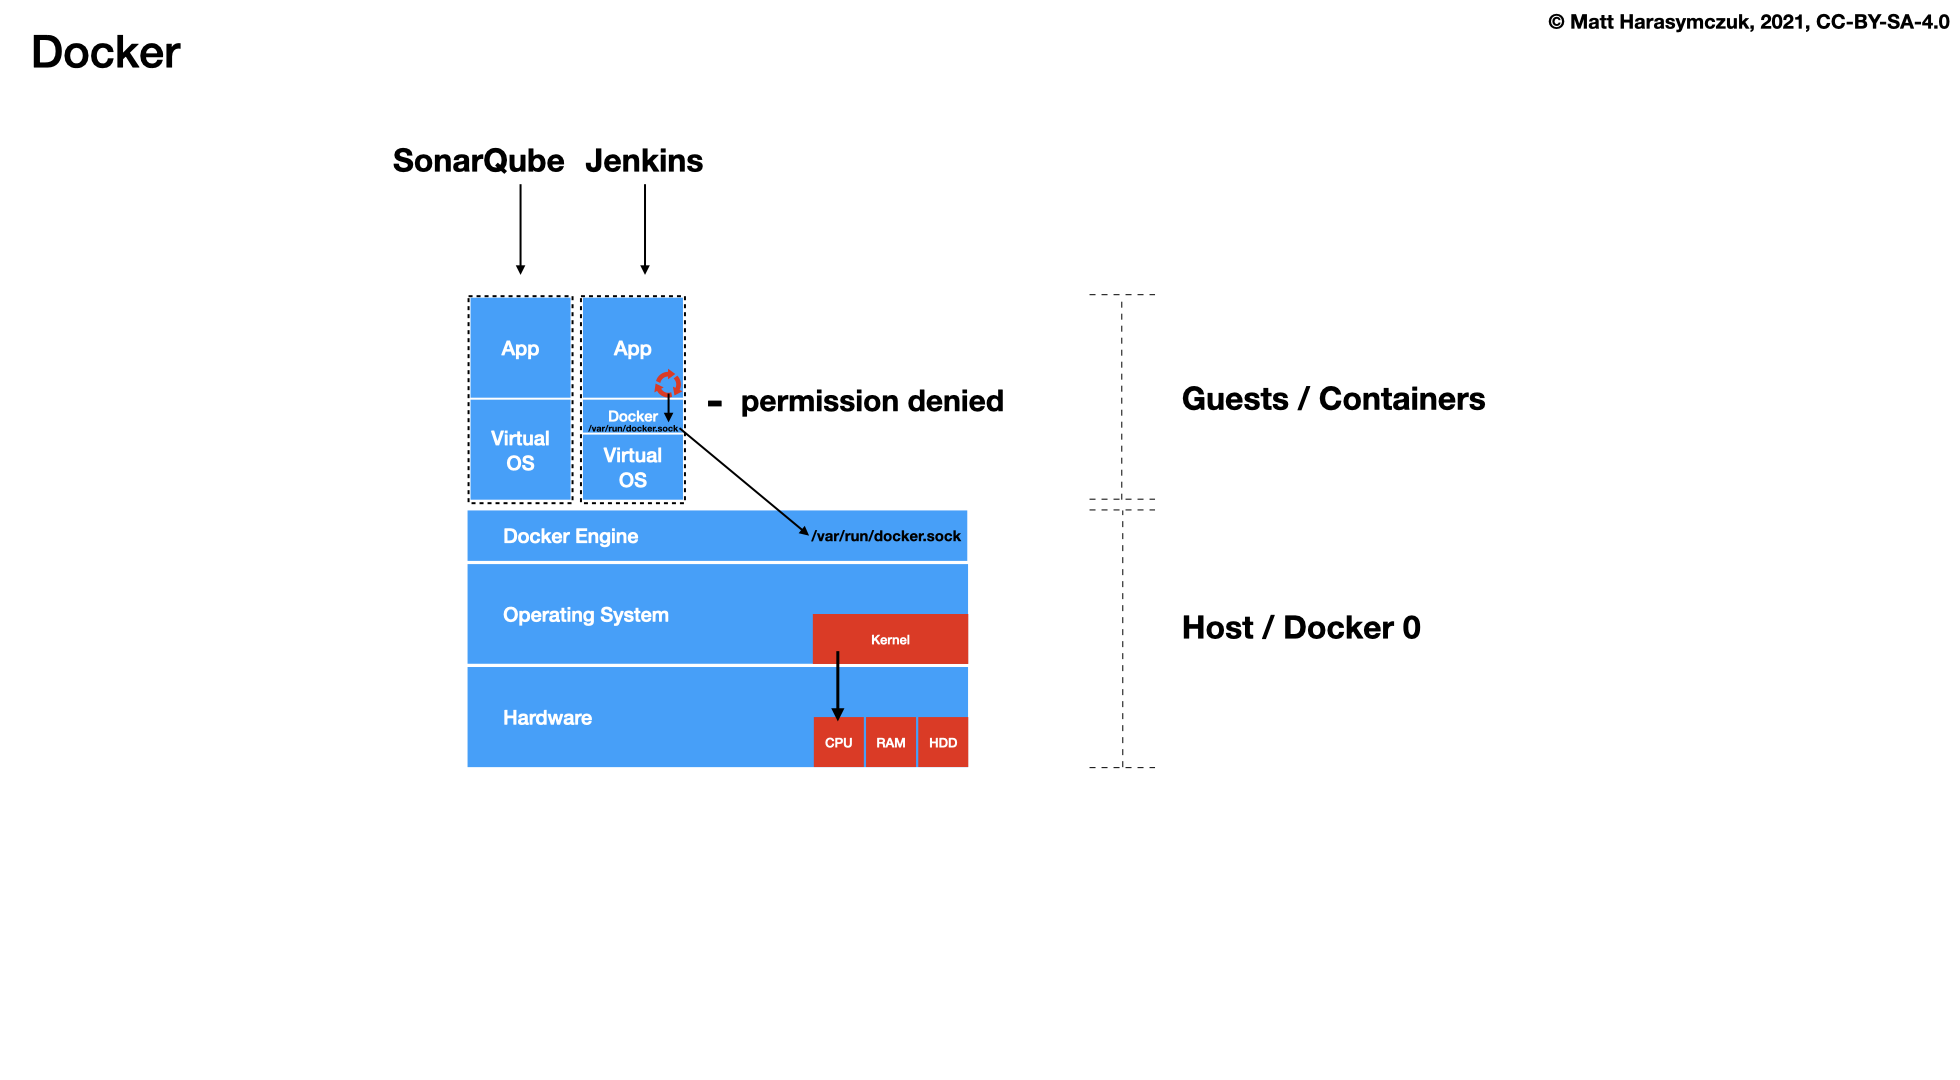 © Matt Harasymczuk, 2021, CC-BY-SA-4.0
Docker
SonarQube
Jenkins
App
App
Docker
/var/run/docker.sock
Virtual
OS
Virtual
OS
- permission denied
Guests / Containers
Docker Engine
/var/run/docker.sock
Operating System
Kernel
Host / Docker 0
Hardware
CPU
RAM
HDD